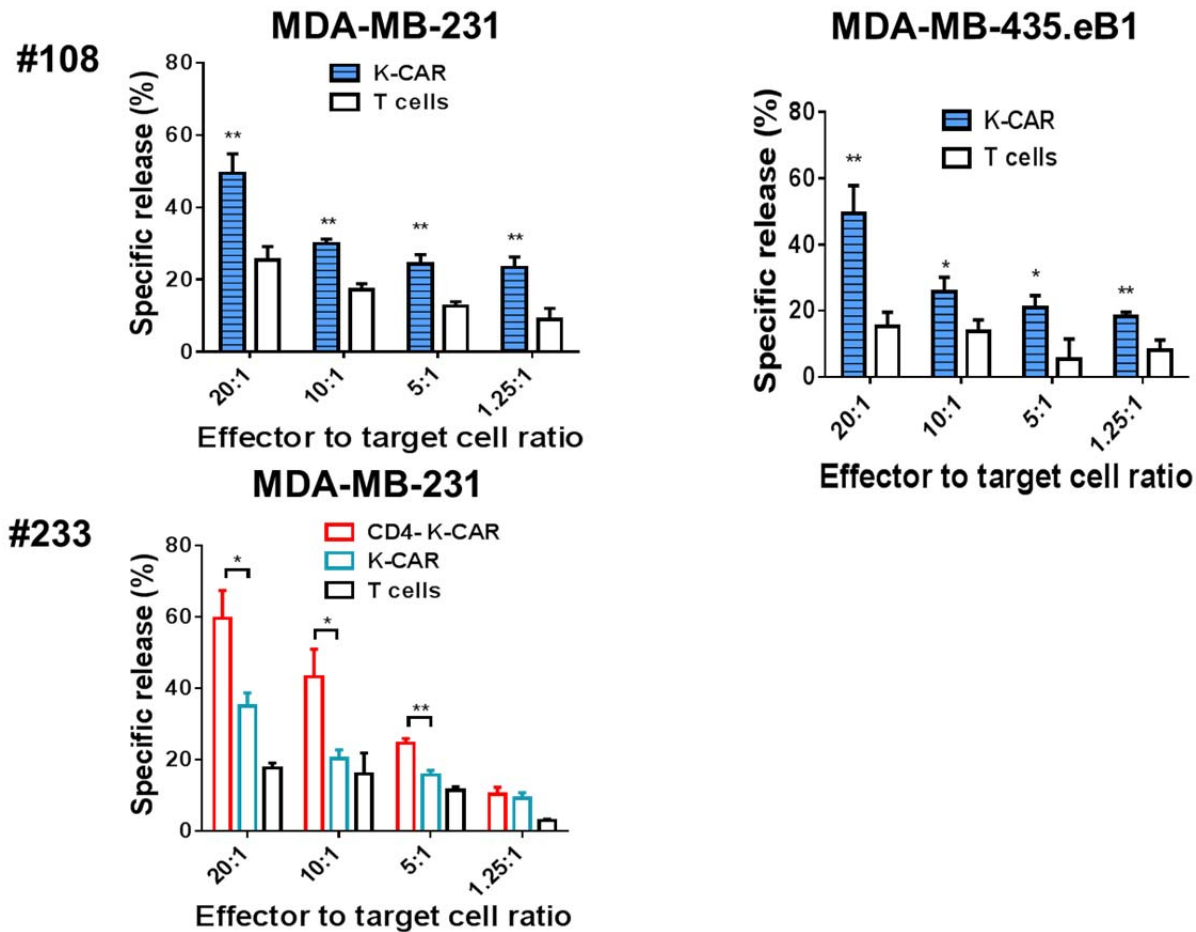 #108
MDA-MB-231
Specific release (%)
80
60
40
20
0
K-CAR
T cells
**
**
**
**
20:1
10:1
5:1
1.25:1
Effector to target cell ratio
MDA-MB-435.eB1
Specific release (%)
80
60
40
20
0
K-CAR
T cells
**
*
*
**
20:1
10:1
5:1
1.25:1
Effector to target cell ratio
#233
MDA-MB-231
Specific release (%)
80
60
40
20
0
CD4- K-CAR
K-CAR
T cells
*
*
**
20:1
10:1
5:1
1.25:1
Effector to target cell ratio